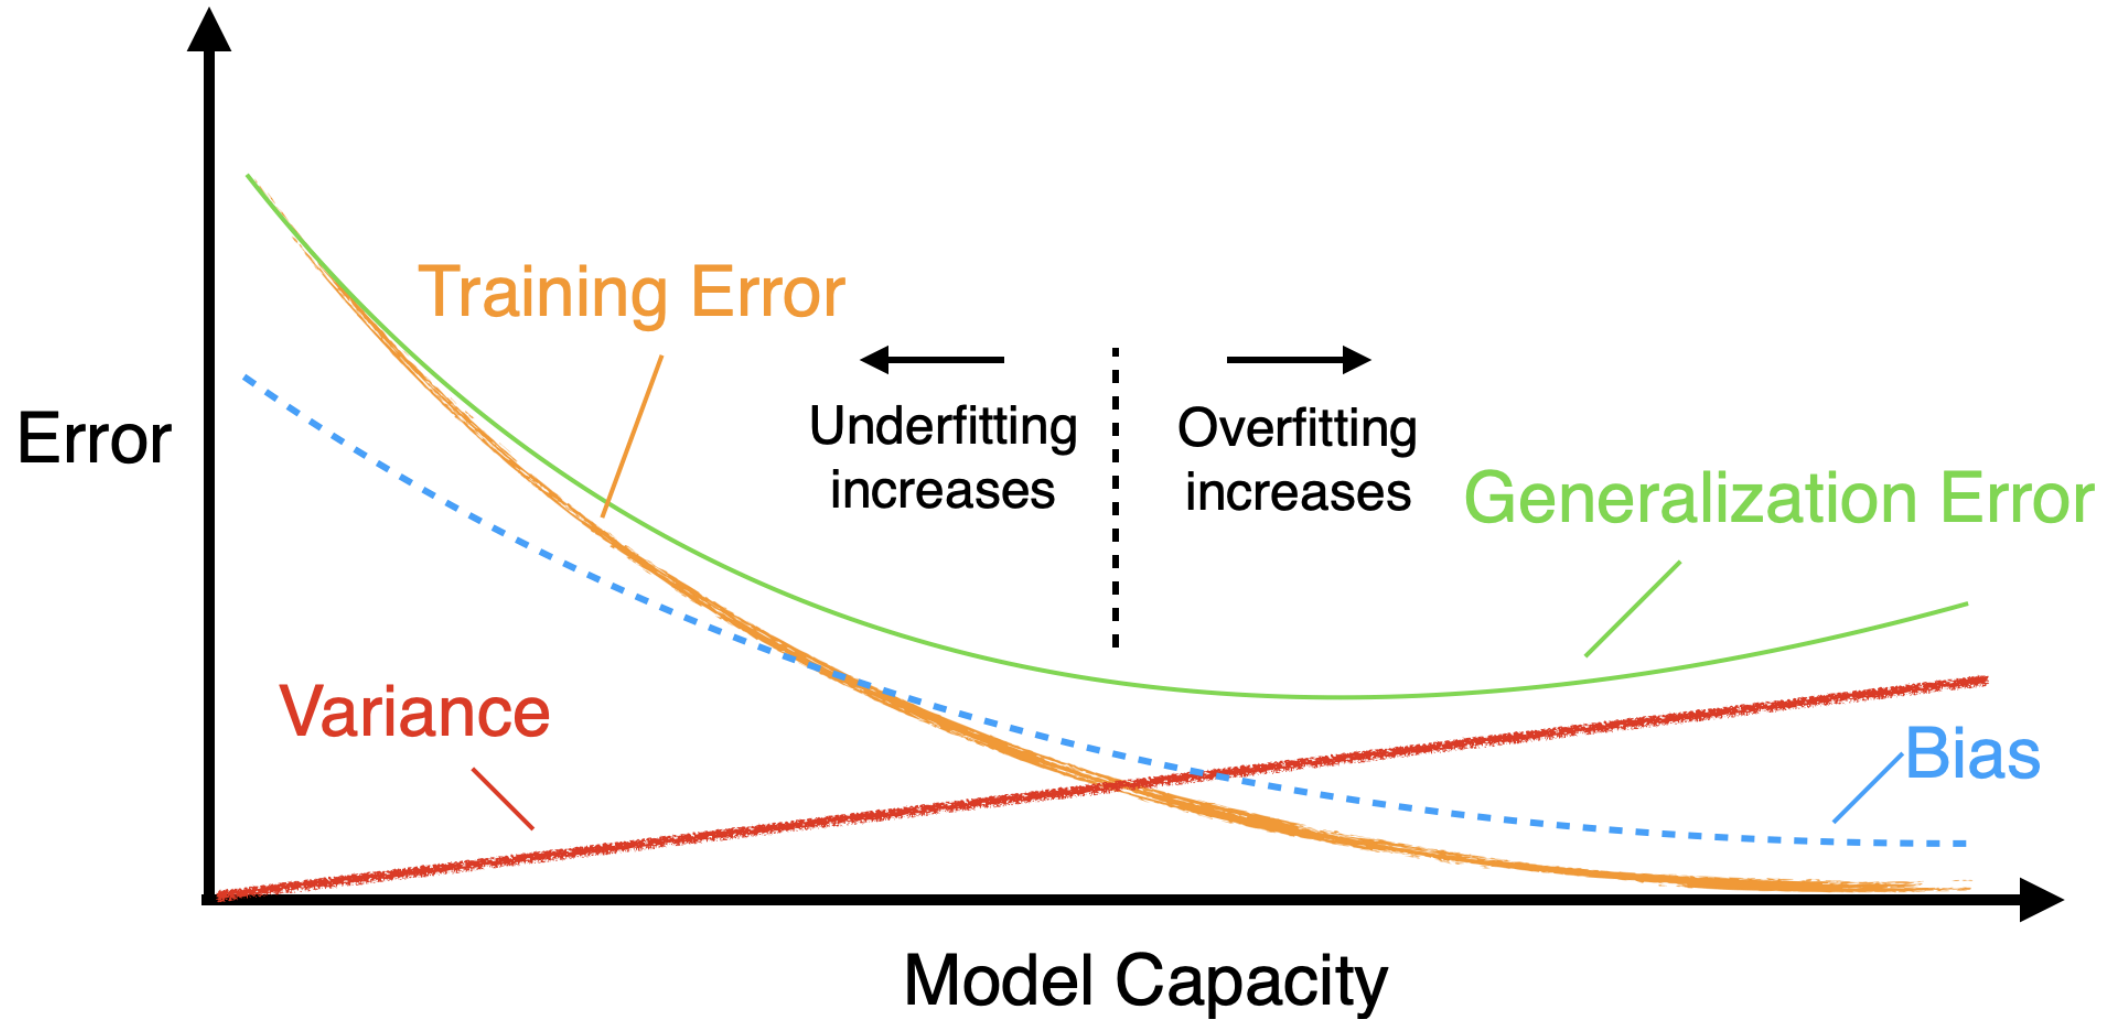 Training Error
Error
Underfitting
increases
Overfitting
increases
Generalization Error
Variance
Bias
Model Capacity